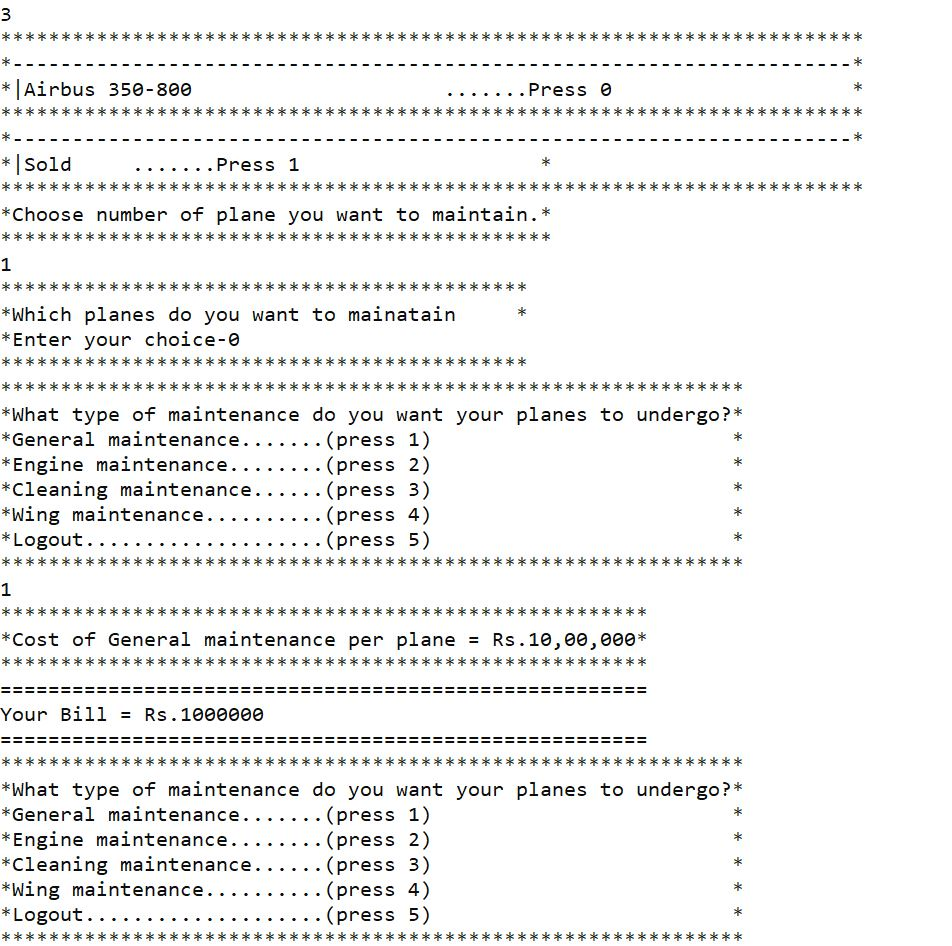 3
************************************************************************
*----------------------------------------------------------------------*
*|Airbus 350-800                     .......Press 0                    *
************************************************************************
*----------------------------------------------------------------------*
*|Sold     .......Press 1                    *
************************************************************************
*Choose number of plane you want to maintain.*
**********************************************
1
********************************************
*Which planes do you want to mainatain     *
*Enter your choice-0
********************************************
**************************************************************
*What type of maintenance do you want your planes to undergo?*
*General maintenance.......(press 1)                         *
*Engine maintenance........(press 2)                         *
*Cleaning maintenance......(press 3)                         *
*Wing maintenance..........(press 4)                         *
*Logout....................(press 5)                         *
**************************************************************
1
******************************************************
*Cost of General maintenance per plane = Rs.10,00,000*
******************************************************
======================================================
Your Bill = Rs.1000000
======================================================
**************************************************************
*What type of maintenance do you want your planes to undergo?*
*General maintenance.......(press 1)                         *
*Engine maintenance........(press 2)                         *
*Cleaning maintenance......(press 3)                         *
*Wing maintenance..........(press 4)                         *
*Logout....................(press 5)                         *
**************************************************************